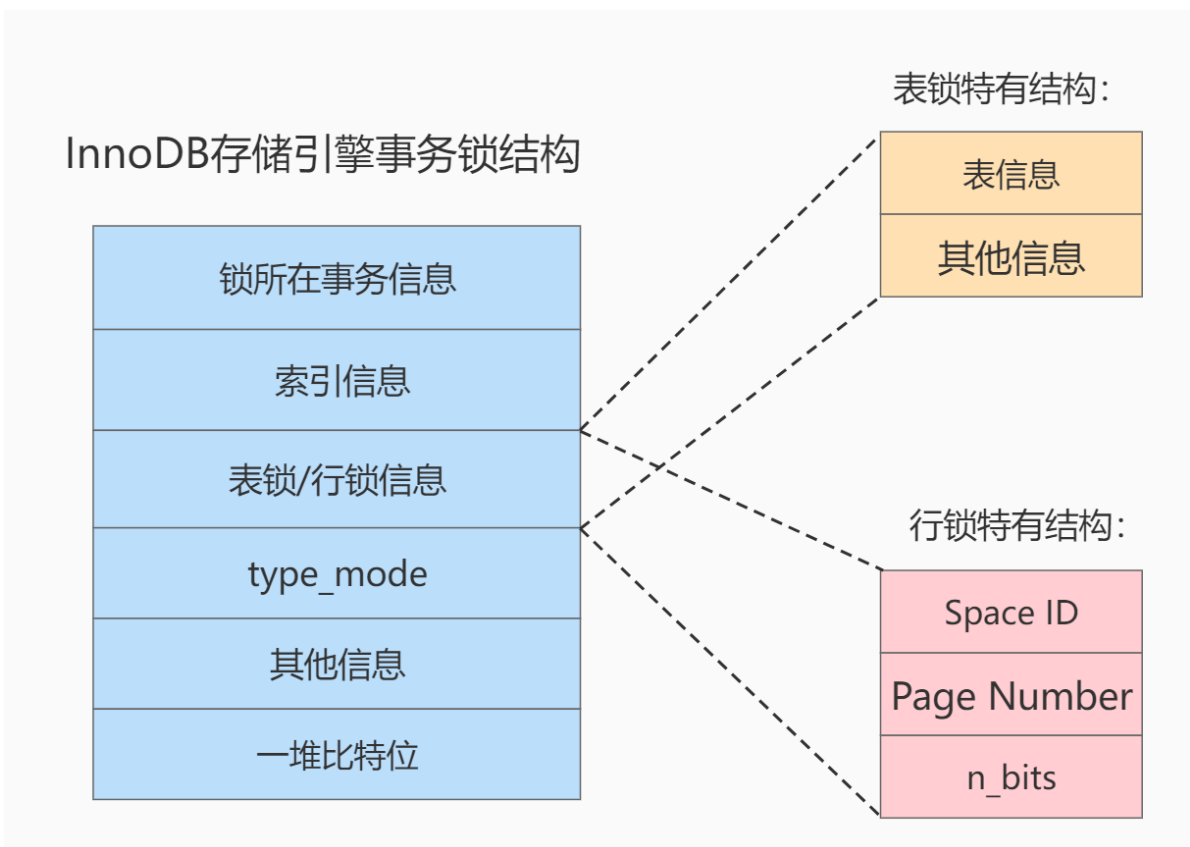 InnoDB存储引擎事务锁结构
锁所在事务信息
索引信息
表锁/行锁信息
type_mode
其他信息
一堆比特位
表锁特有结构：
表信息
其他信息
行锁特有结构：
Space ID
Page Number
n_bits